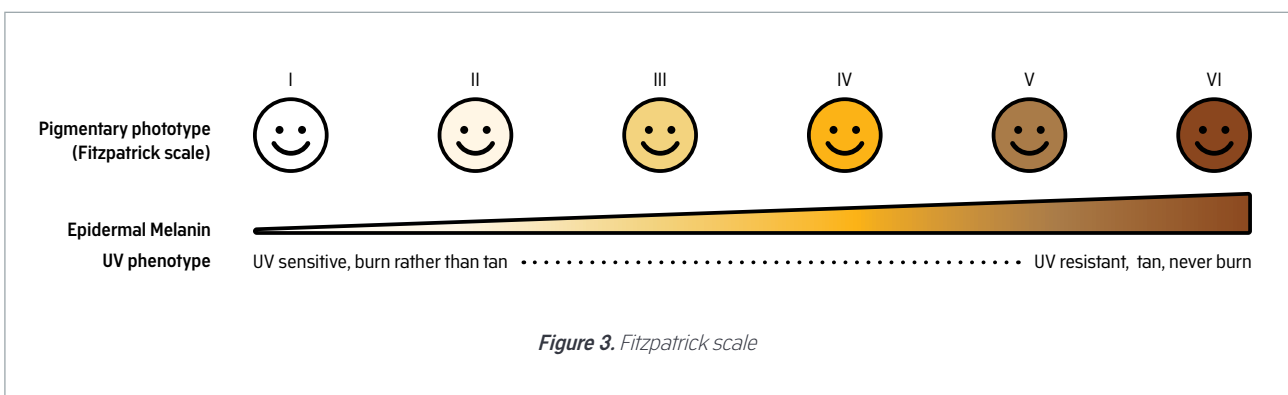 I II III IV V VI
Pigmentary phototype
(Fitzpatrick scale)
Epidermal Melanin
UV phenotype UV sensitive, burn rather than tan UV resistant, tan, never burn
Figure 3. Fitzpatrick scale